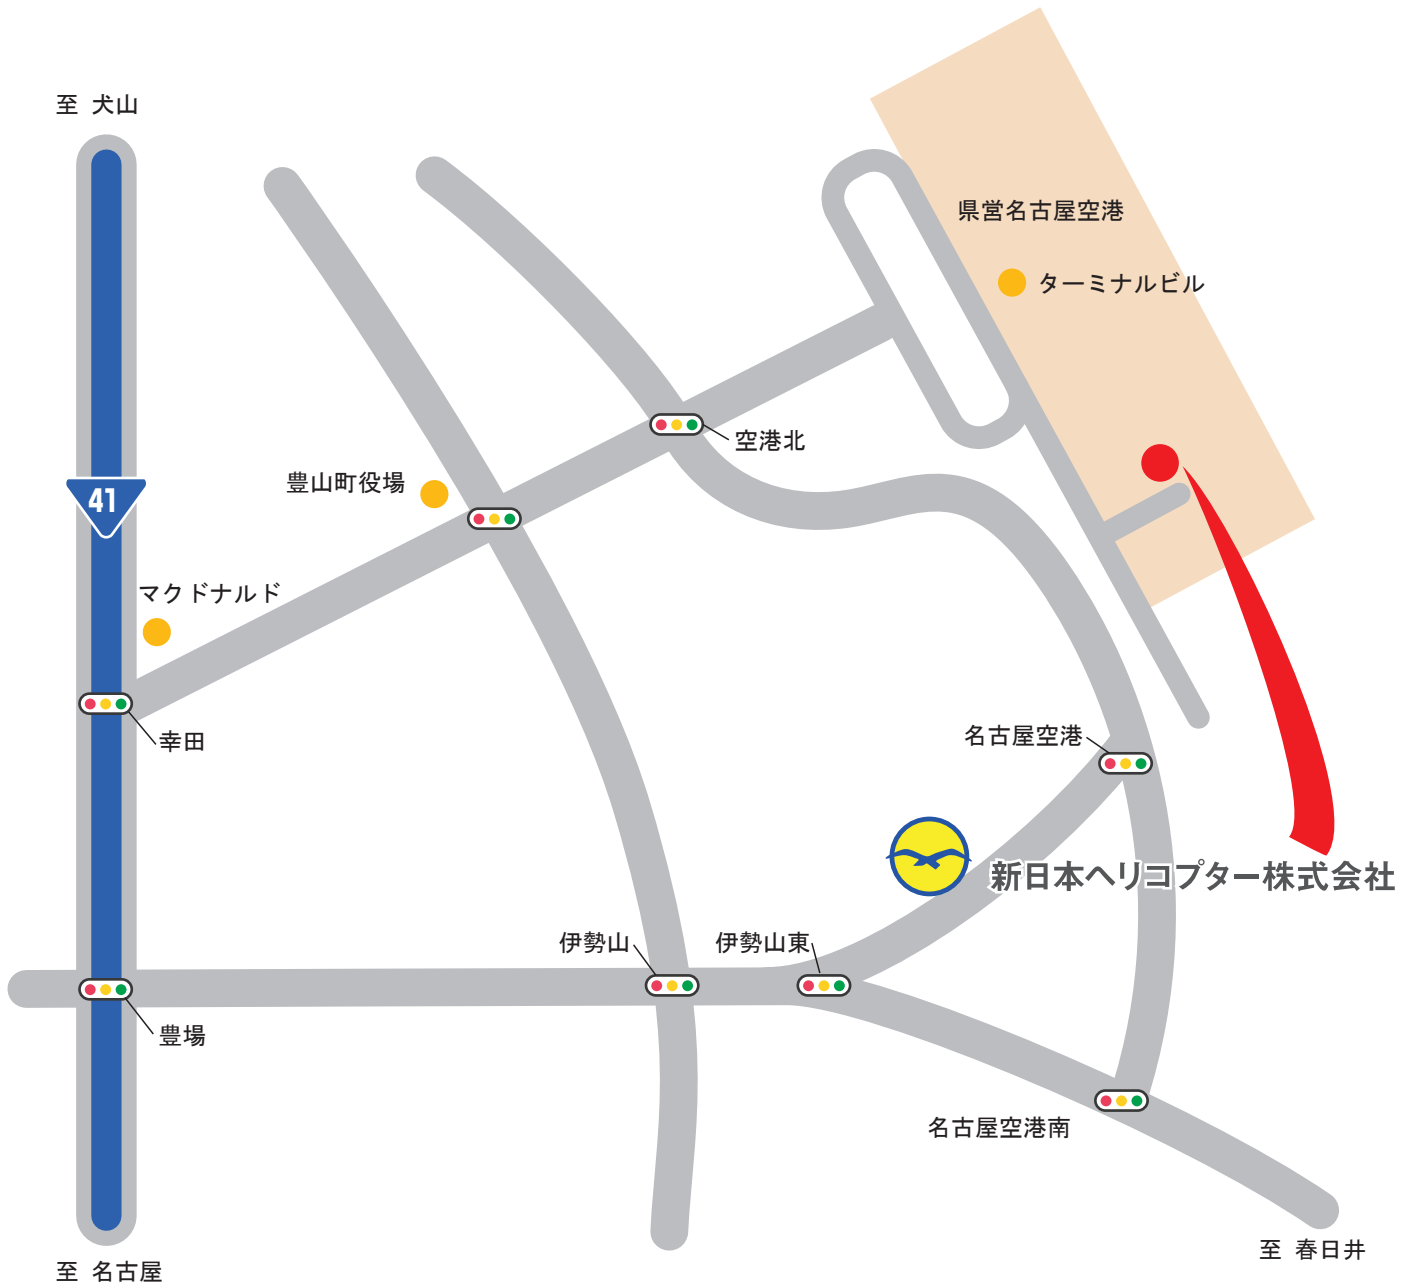 至 犬山
県営名古屋空港
ターミナルビル
空港北
豊山町役場
41
マクドナルド
幸田
名古屋空港
新日本ヘリコプター株式会社
伊勢山
伊勢山東
豊場
名古屋空港南
至 春日井
至 名古屋